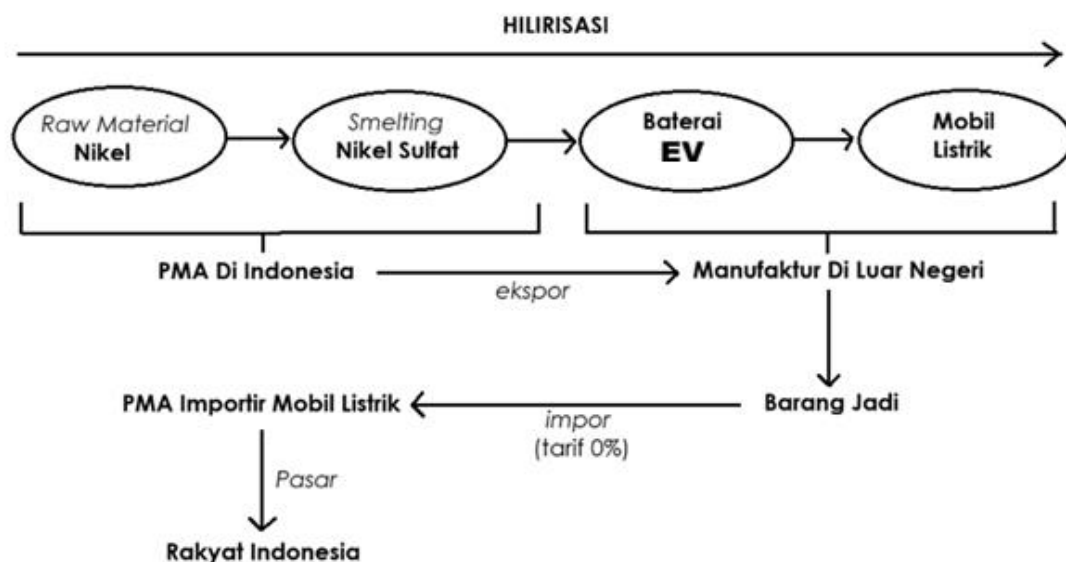 HILIRISASI
Raw Material
Nikel
Smelting
Nikel Sulfat
Baterai
EV
Mobil
Listrik
PMA Di Indonesia
ekspor
Manufaktur Di Luar Negeri
PMA Importir Mobil Listrik
impor
(tarif 0%)
Barang Jadi
Pasar
Rakyat Indonesia